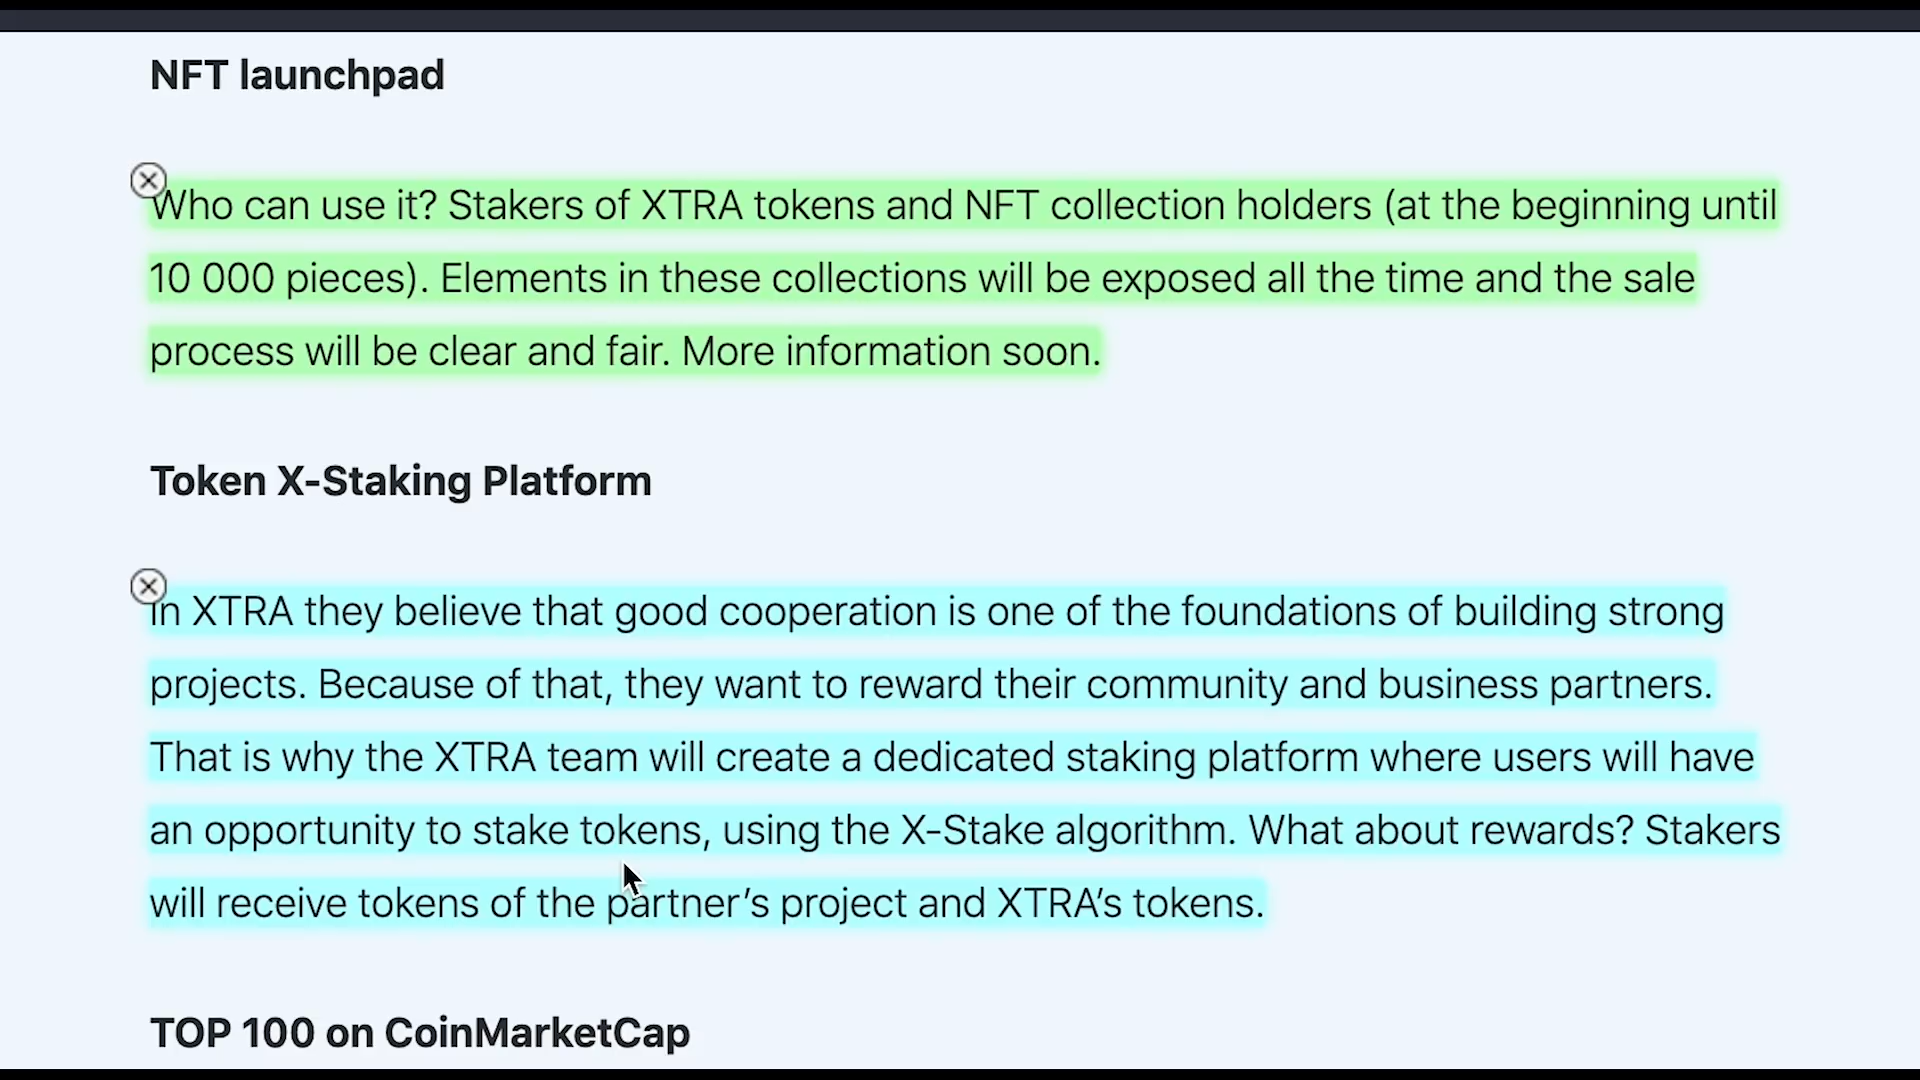 NFT launchpad
Who can use it? Stakers of XTRA tokens and NFT collection holders (at the beginning until
10 000 pieces). Elements in these collections will be exposed all the time and the sale
process will be clear and fair. More information soon.
Token X-Staking Platform
In XTRA they believe that good cooperation is one of the foundations of building strong
projects. Because of that, they want to reward their community and business partners.
That is why the XTRA team will create a dedicated staking platform where users will have
an opportunity to stake tokens, using the X-Stake algorithm. What about rewards? Stakers
will receive tokens of the partner’s project and XTRA’s tokens.
TOP 100 on CoinMarketCap